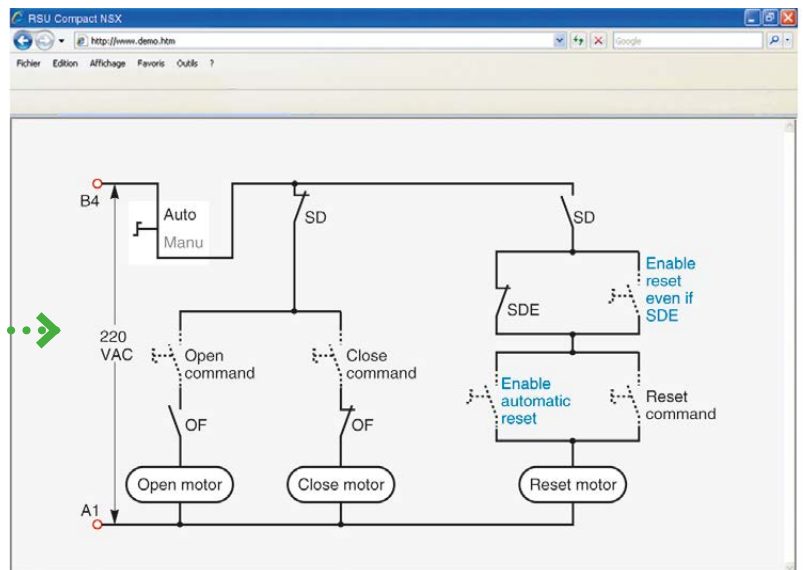 RSU Compact NSX
http://www.demo.htm
Google
Fichier Edition Affichage Favoris Outils ?
B4
Auto
Manu
SD
SD
Enable
reset
even if
SDE
SDE
220
VAC
Open
command
Close
command
Enable
automatic
reset
Reset
command
OF
OF
Open motor
Close motor
Reset motor
A1